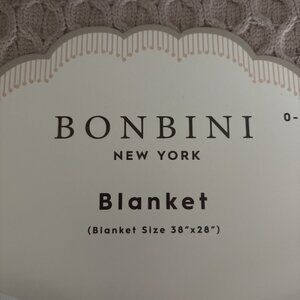 BONBINI
0-
NEW YORK
Blanket
(Blanket Size 38"x28")